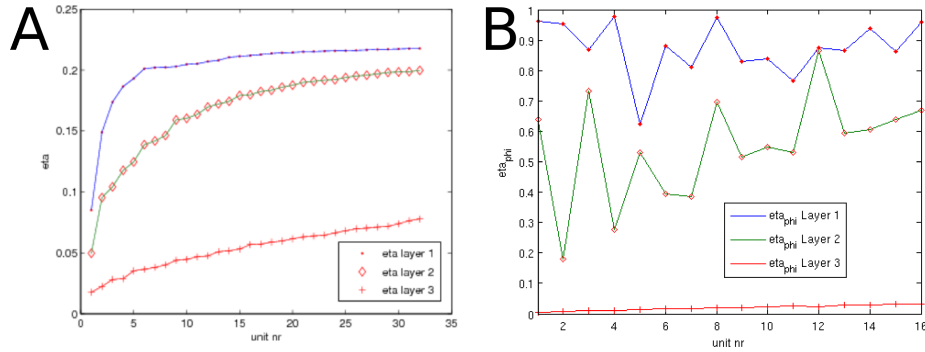 A
0.25
0.2
0.15
0.1
0.05
0
eta
0 5 10 15 20 25 30 35
unit nr
eta layer 1
eta layer 2
eta layer 3
B
1
0.9
0.8
0.7
0.6
0.5
0.4
0.3
0.2
0.1
0
eta_phi
2 4 6 8 10 12 14 16
unit nr
eta_phi Layer 1
eta_phi Layer 2
eta_phi Layer 3